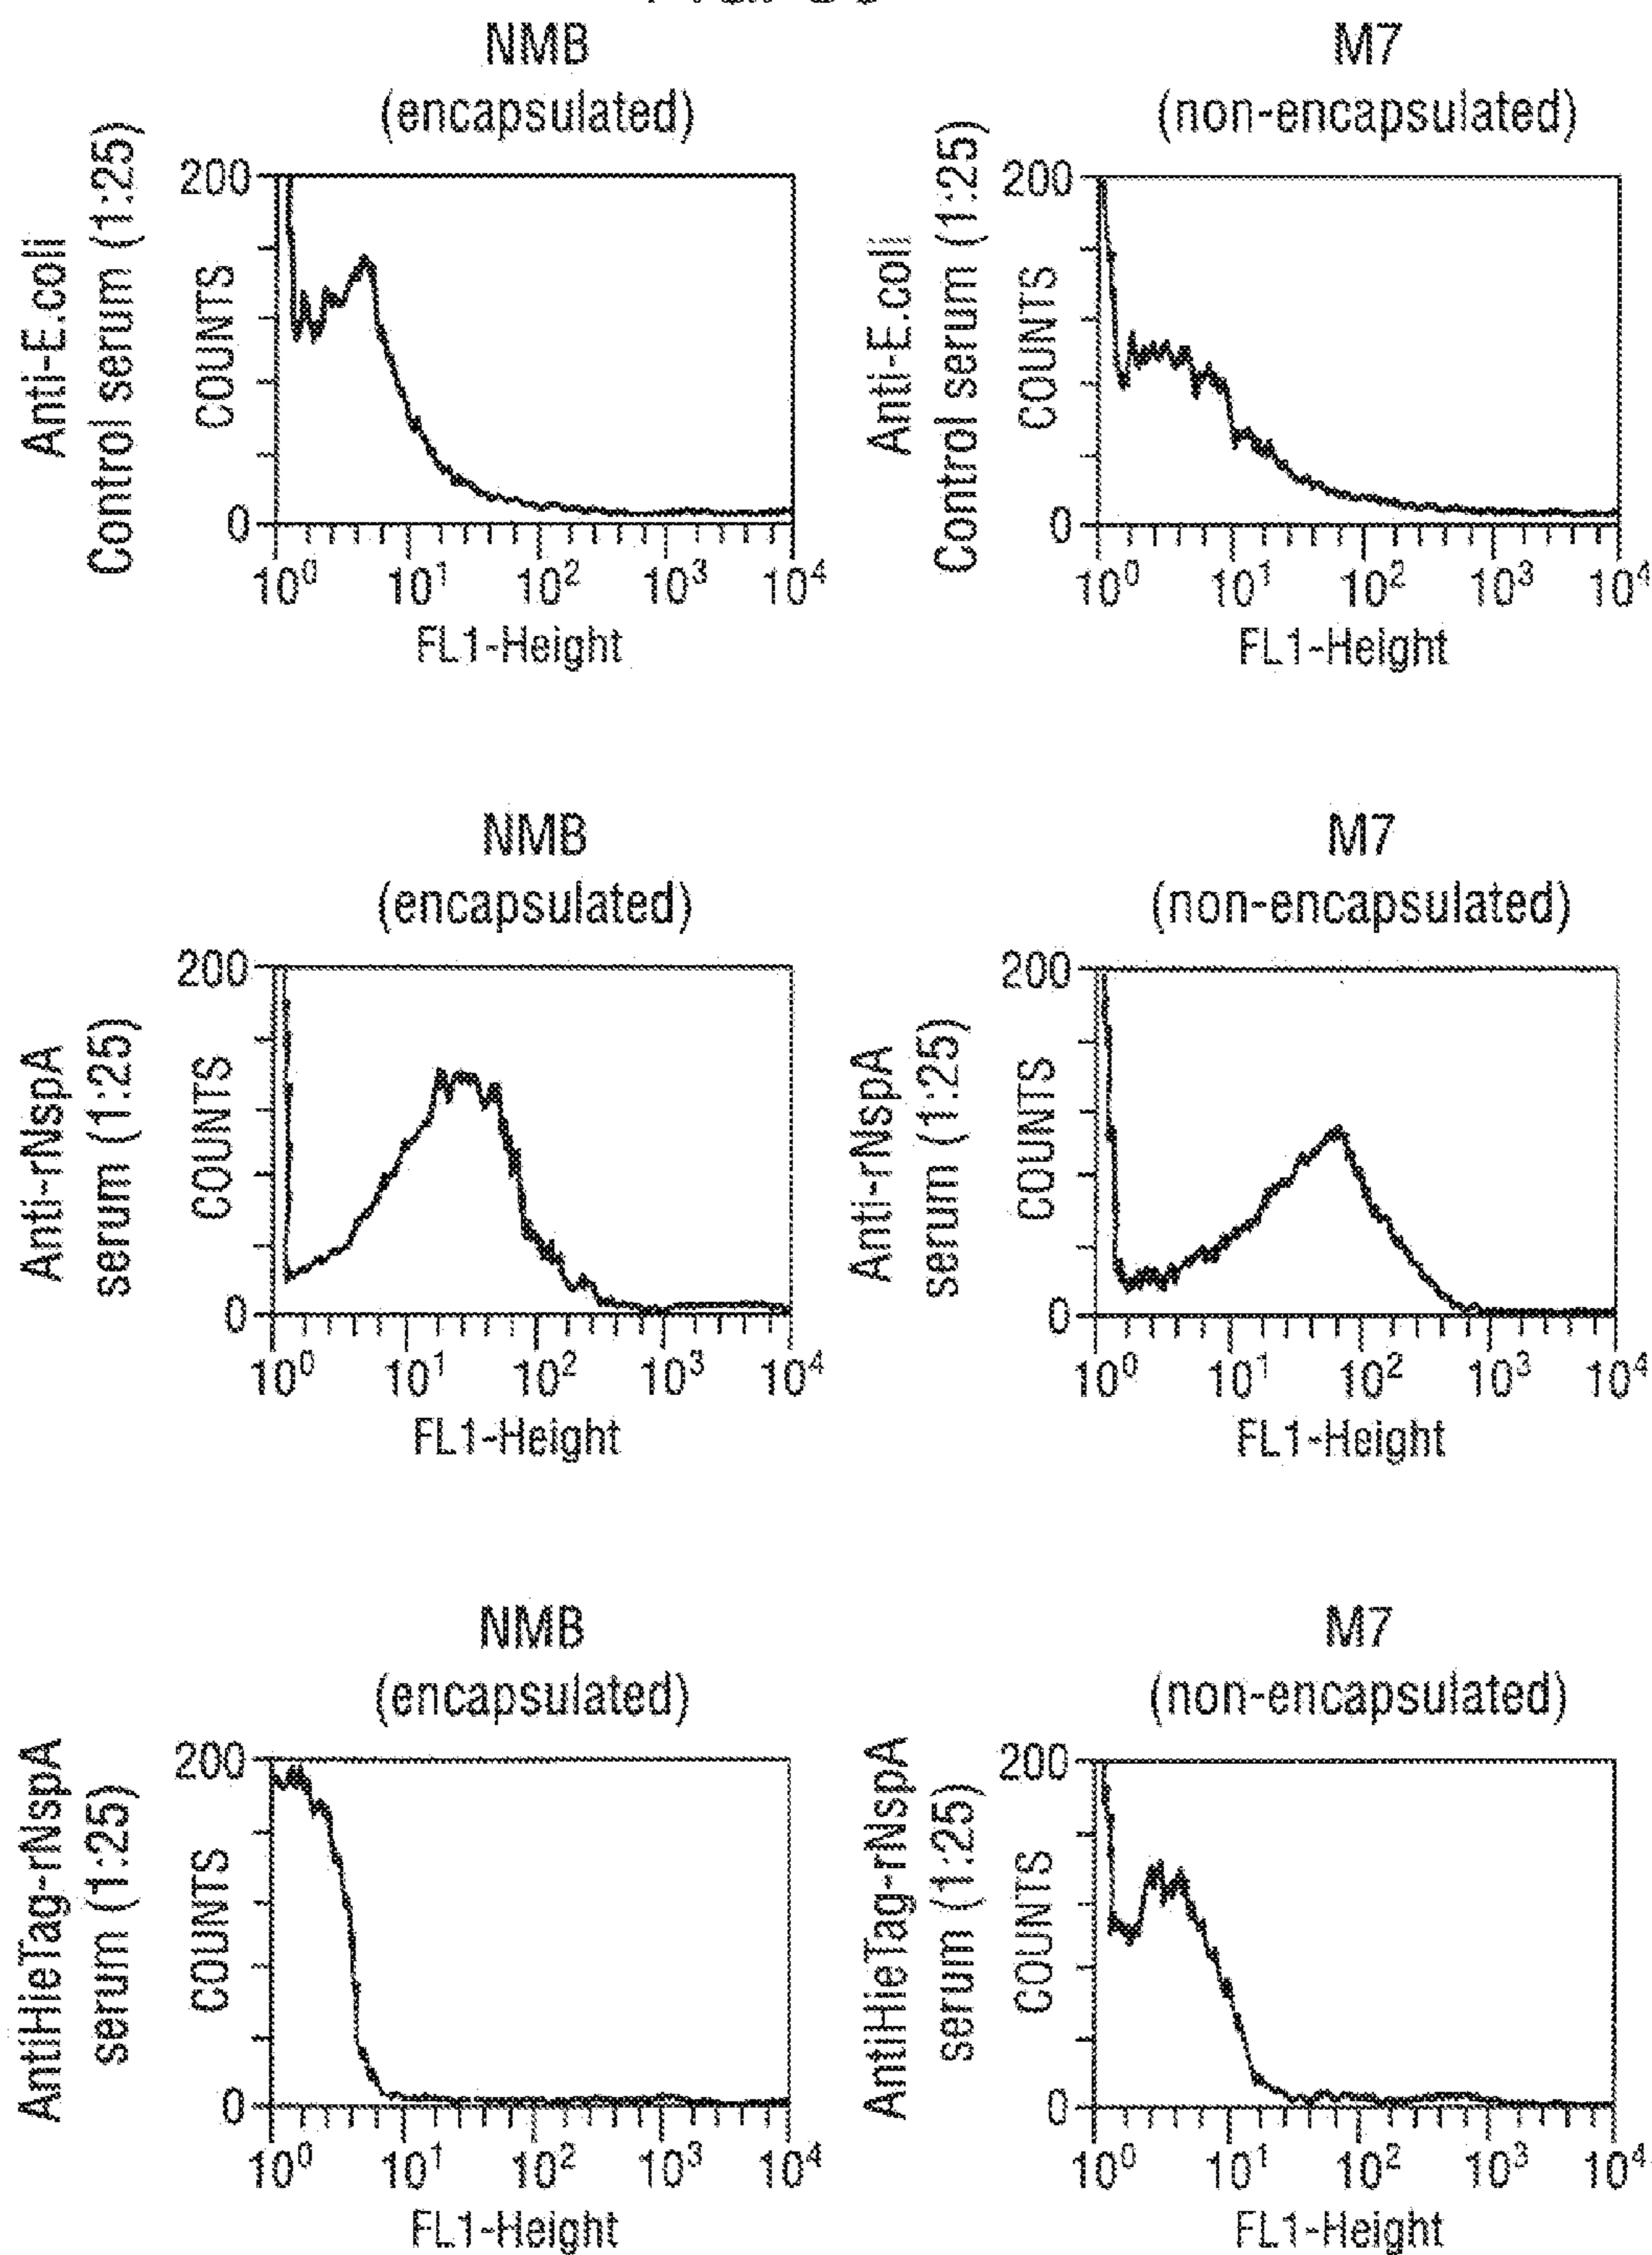 NMB
(encapsulated)
Anti-E.coli
Control serum (1:25)
COUNTS
200
0
10⁰ 10¹ 10² 10³ 10⁴
FL1-Height
M7
(non-encapsulated)
Anti-E.coli
Control serum (1:25)
COUNTS
200
0
10⁰ 10¹ 10² 10³ 10⁴
FL1-Height
NMB
(encapsulated)
Anti-rNspA
serum (1:25)
COUNTS
200
0
10⁰ 10¹ 10² 10³ 10⁴
FL1-Height
M7
(non-encapsulated)
Anti-rNspA
serum (1:25)
COUNTS
200
0
10⁰ 10¹ 10² 10³ 10⁴
FL1-Height
NMB
(encapsulated)
AntiHieTag-rNspA
serum (1:25)
COUNTS
200
0
10⁰ 10¹ 10² 10³ 10⁴
FL1-Height
M7
(non-encapsulated)
AntiHieTag-rNspA
serum (1:25)
COUNTS
200
0
10⁰ 10¹ 10² 10³ 10⁴
FL1-Height